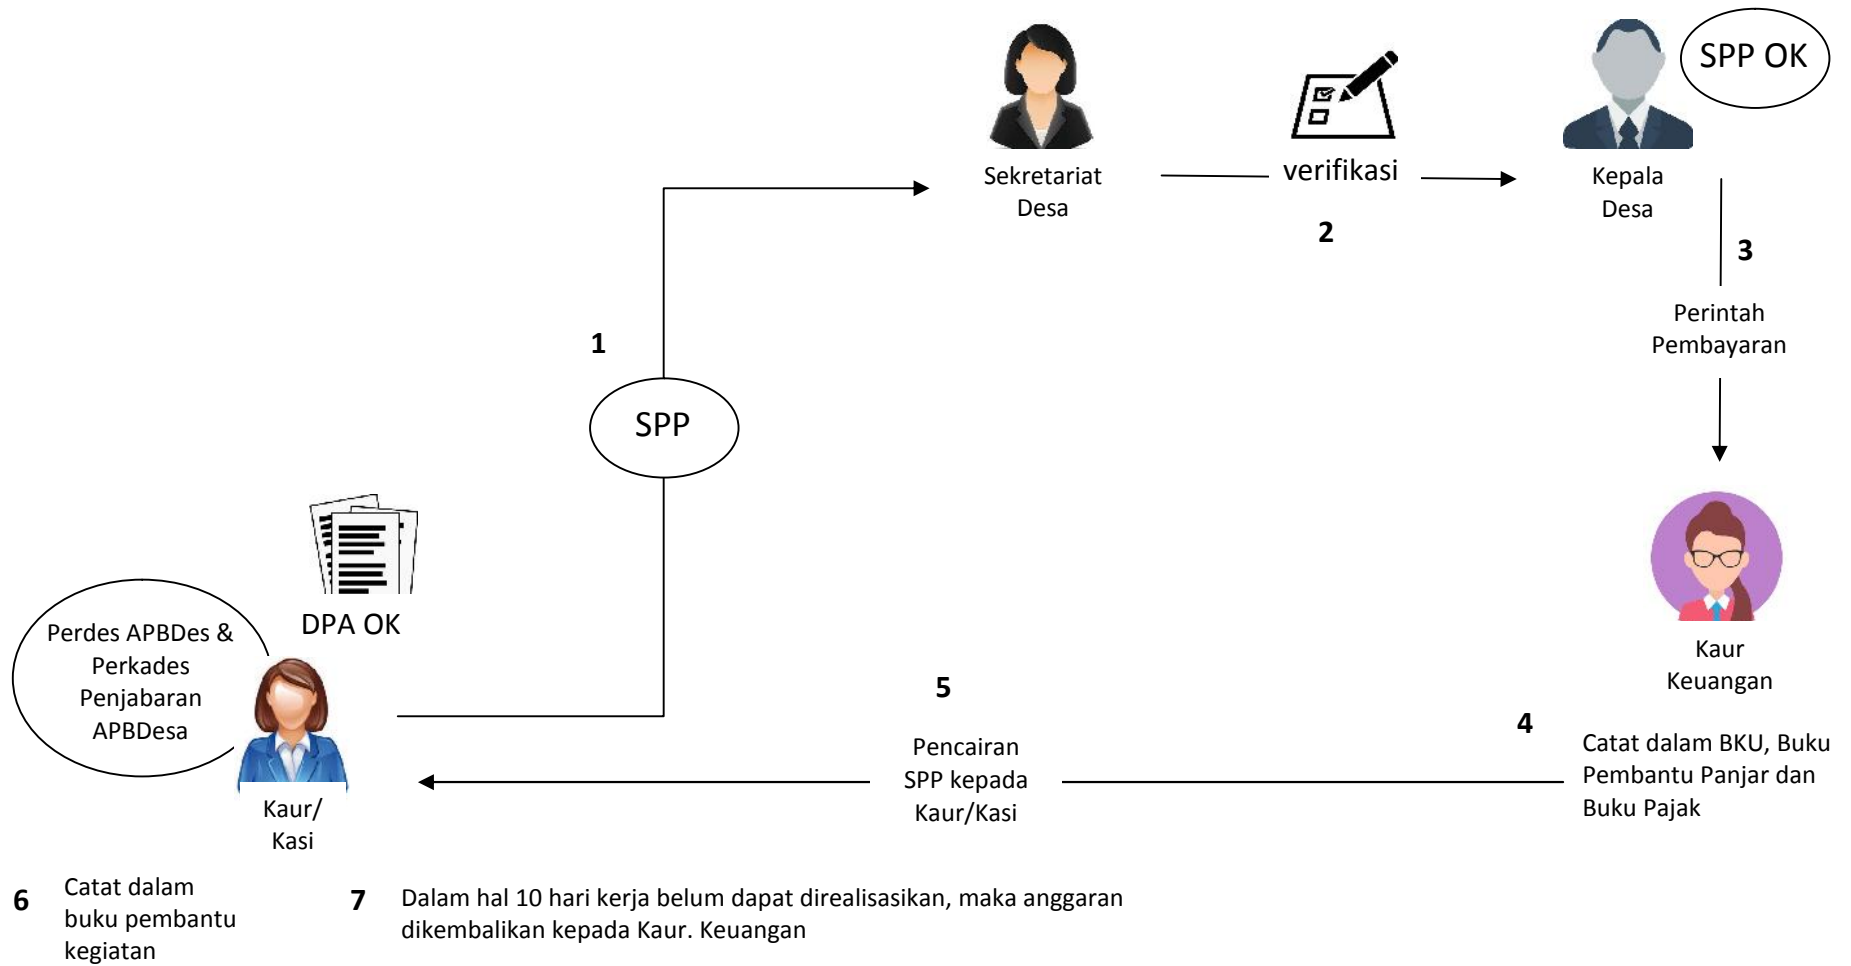 SPP OK
Sekretariat
Desa
verifikasi
2
Kepala
Desa
3
Perintah
Pembayaran
1
SPP
DPA OK
Perdes APBDes &
Perkades
Penjabaran
APBDesa
Kaur/
Kasi
Kaur
Keuangan
4
Catat dalam BKU, Buku
Pembantu Panjar dan
Buku Pajak
5
Pencairan
SPP kepada
Kaur/Kasi
6
Catat dalam
buku pembantu
kegiatan
7
Dalam hal 10 hari kerja belum dapat direalisasikan, maka anggaran
dikembalikan kepada Kaur. Keuangan